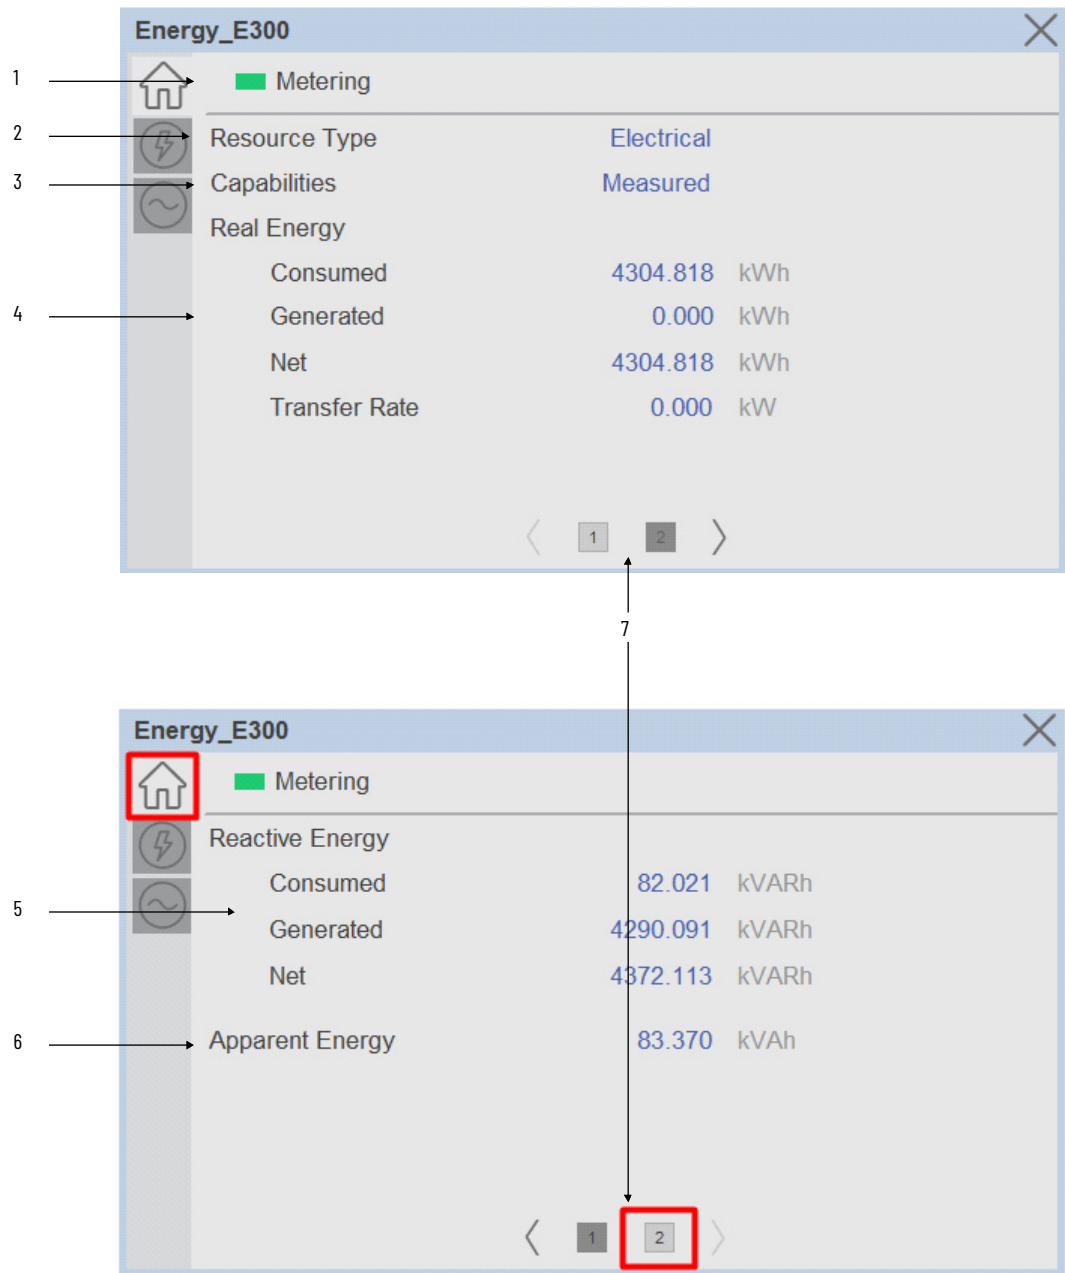 Energy_E300
1
Metering
2
Resource Type Electrical
3
Capabilities Measured
Real Energy
Consumed 4304.818 kWh
4
Generated 0.000 kWh
Net 4304.818 kWh
Transfer Rate 0.000 kW
1 2
7
Energy_E300
Metering
Reactive Energy
Consumed 82.021 kVARh
5
Generated 4290.091 kVARh
Net 4372.113 kVARh
6
Apparent Energy 83.370 kVAh
1 2